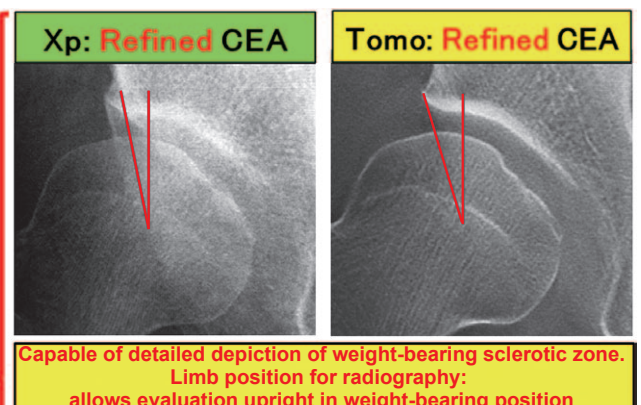 Xp: Refined CEA
Tomo: Refined CEA
Capable of detailed depiction of weight-bearing sclerotic zone.
Limb position for radiography:
allows evaluation upright in weight-bearing position